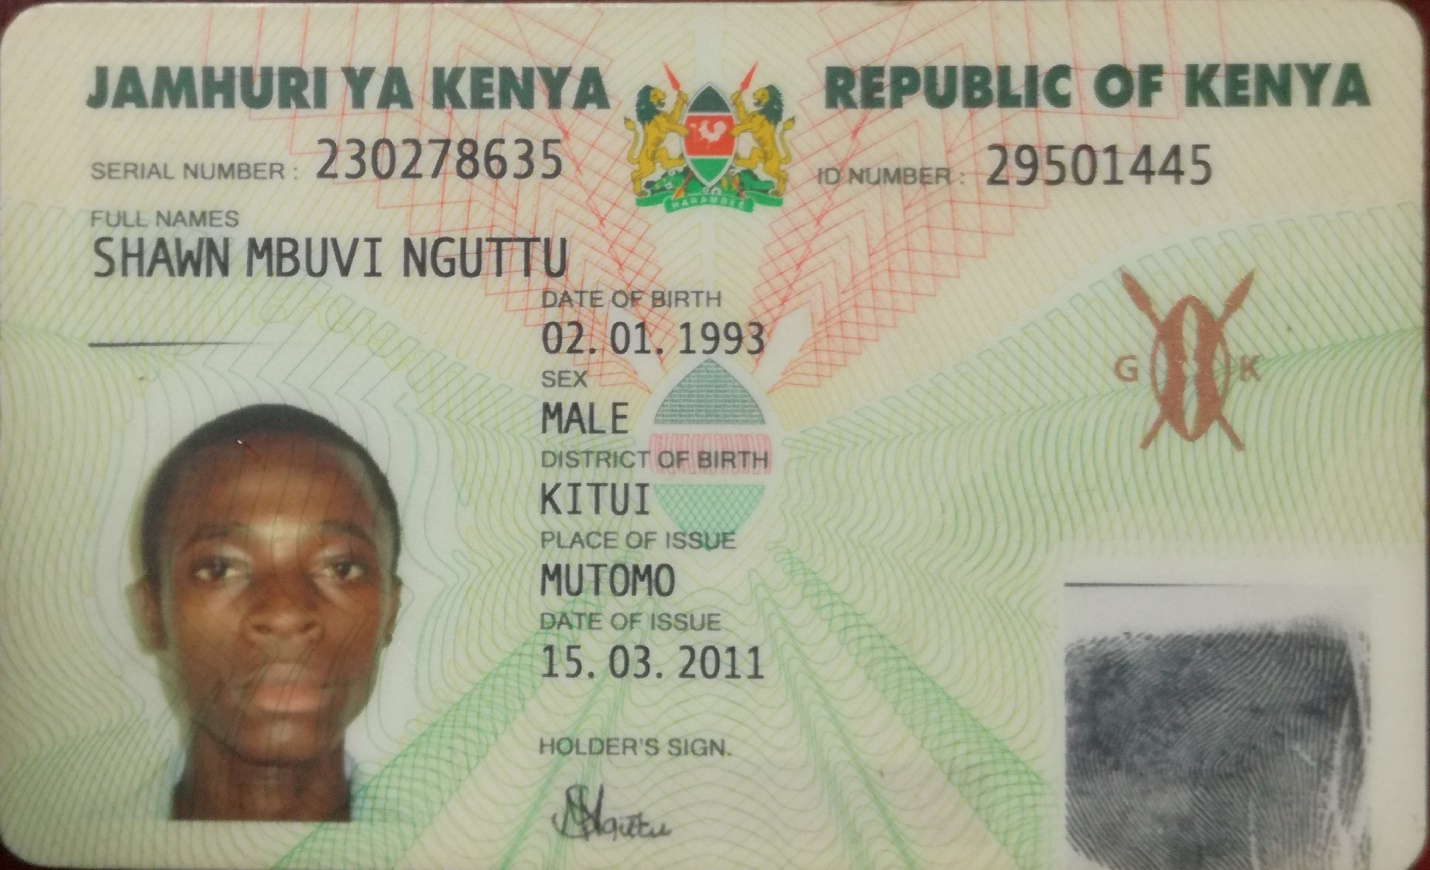 JAMHURI YA KENYA REPUBLIC OF KENYA
SERIAL NUMBER : 230278635 ID NUMBER : 29501445
FULL NAMES
SHAWN MBUVI NGUTTU
DATE OF BIRTH
02. 01. 1993
SEX
MALE
DISTRICT OF BIRTH
KITUI
PLACE OF ISSUE
MUTOMO
DATE OF ISSUE
15. 03. 2011
HOLDER'S SIGN.
HARAMBEE
G K